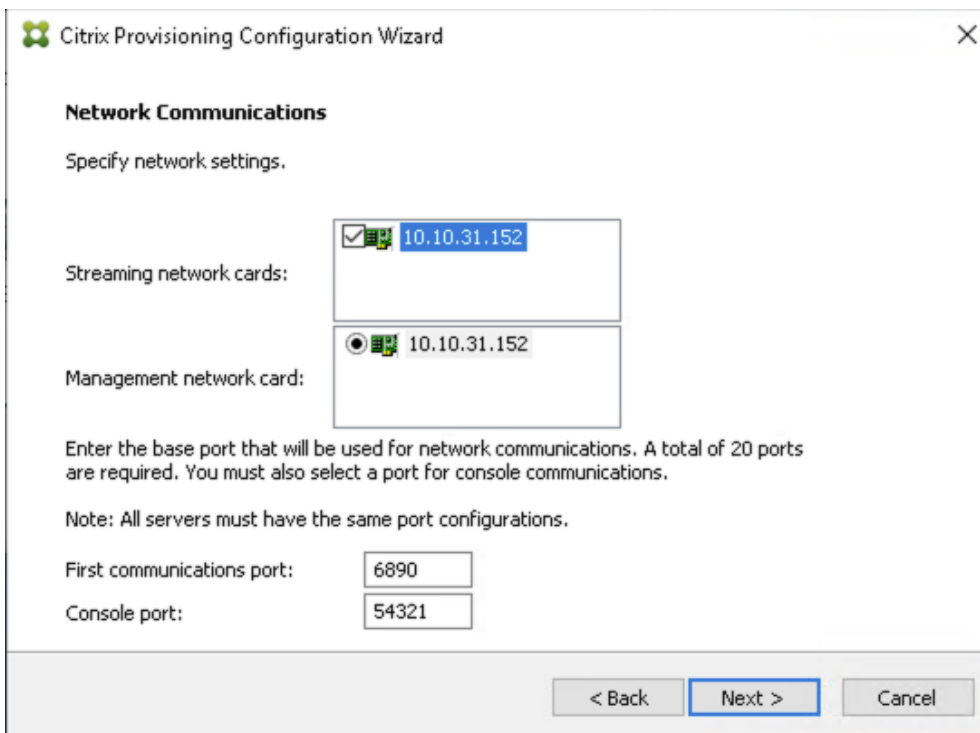 Citrix Provisioning Configuration Wizard
Network Communications
Specify network settings.
10.10.31.152
Streaming network cards:
10.10.31.152
Management network card:
Enter the base port that will be used for network communications. A total of 20 ports
are required. You must also select a port for console communications.
Note: All servers must have the same port configurations.
First communications port: 6890
Console port: 54321
< Back Next > Cancel